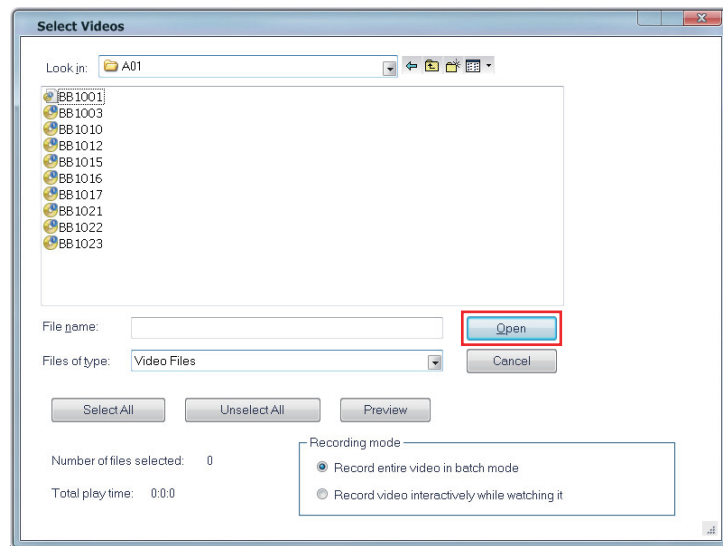 Select Videos
Look in: A01
BB1001
BB1003
BB1010
BB1012
BB1015
BB1016
BB1017
BB1021
BB1022
BB1023
File name: Open
Files of type: Video Files Cancel
Select All Unselect All Preview
Recording mode
Number of files selected: 0
Record entire video in batch mode
Total play time: 0:0:0
Record video interactively while watching it